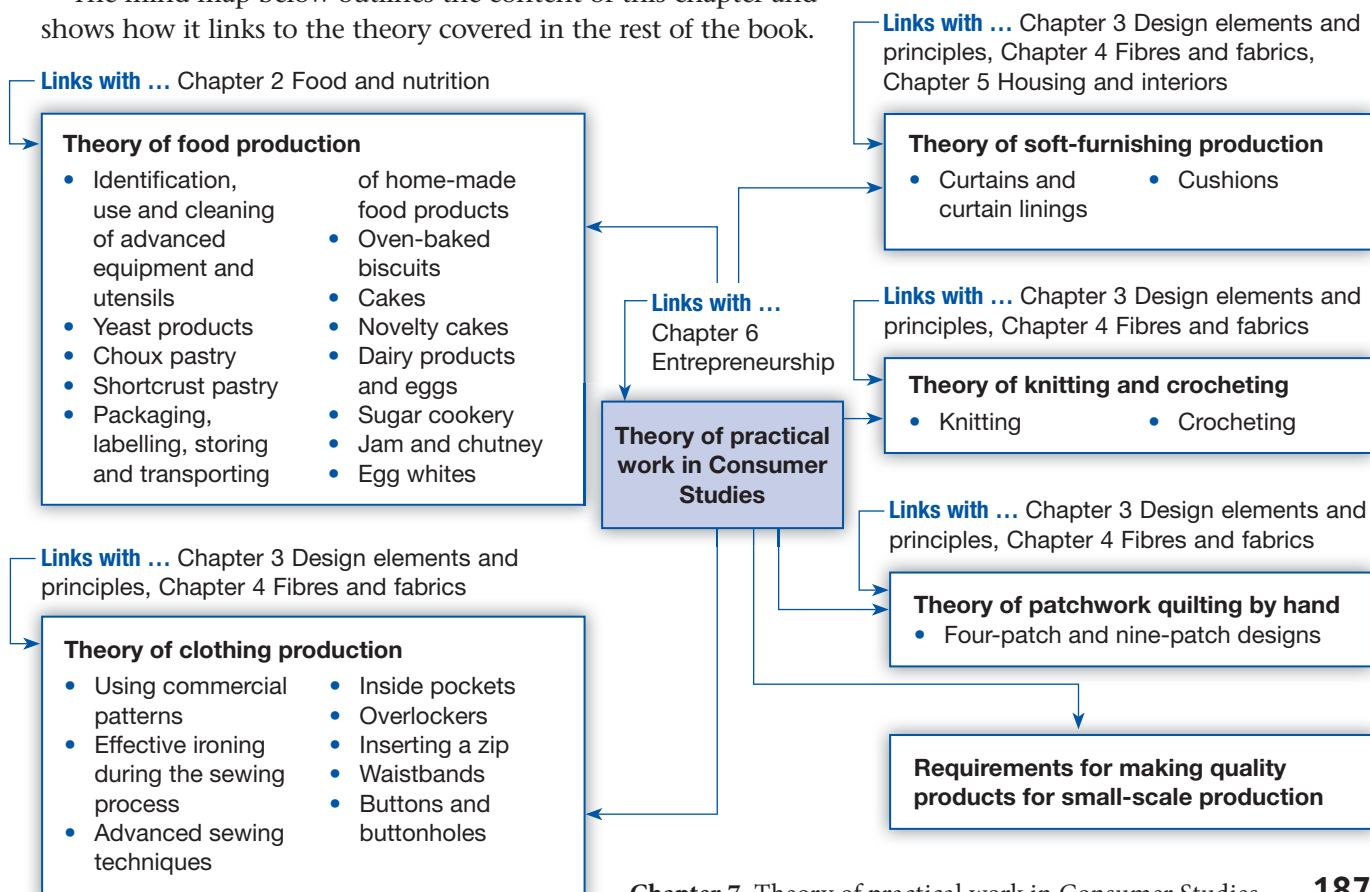 The mind map below outlines the content of this chapter and
shows how it links to the theory covered in the rest of the book.
Links with … Chapter 2 Food and nutrition
Theory of food production
• Identification,
use and cleaning
of advanced
equipment and
utensils
• Yeast products
• Choux pastry
• Shortcrust pastry
• Packaging,
labelling, storing
and transporting
of home-made
food products
• Oven-baked
biscuits
• Cakes
• Novelty cakes
• Dairy products
and eggs
• Sugar cookery
• Jam and chutney
• Egg whites
Links with … Chapter 3 Design elements and
principles, Chapter 4 Fibres and fabrics
Theory of clothing production
• Using commercial
patterns
• Effective ironing
during the sewing
process
• Advanced sewing
techniques
• Inside pockets
• Overlockers
• Inserting a zip
• Waistbands
• Buttons and
buttonholes
Links with …
Chapter 6
Entrepreneurship
Theory of practical
work in Consumer
Studies
Links with … Chapter 3 Design elements and
principles, Chapter 4 Fibres and fabrics,
Chapter 5 Housing and interiors
Theory of soft-furnishing production
• Curtains and
curtain linings
• Cushions
Links with … Chapter 3 Design elements and
principles, Chapter 4 Fibres and fabrics
Theory of knitting and crocheting
• Knitting
• Crocheting
Links with … Chapter 3 Design elements and
principles, Chapter 4 Fibres and fabrics
Theory of patchwork quilting by hand
• Four-patch and nine-patch designs
Requirements for making quality
products for small-scale production
Chapter 7 Theory of practical work in Consumer Studies 187